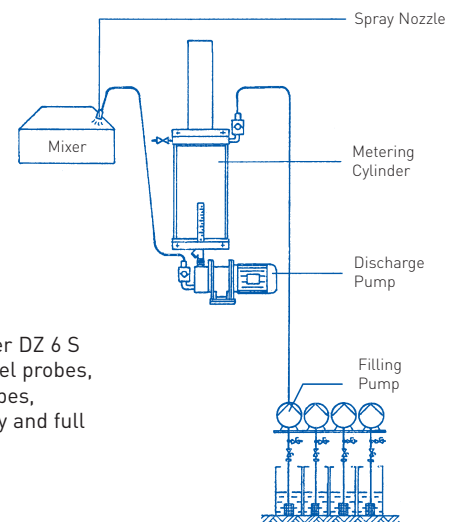 Spray Nozzle
Mixer
Metering
Cylinder
Discharge
Pump
er DZ 6 S
el probes,
bes,
y and full
Filling
Pump